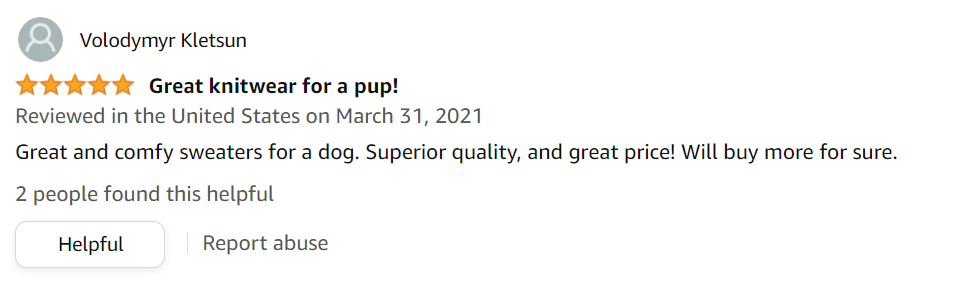 Volodymyr Kletsun
Great knitwear for a pup!
Reviewed in the United States on March 31, 2021
Great and comfy sweaters for a dog. Superior quality, and great price! Will buy more for sure.
2 people found this helpful
Helpful
Report abuse